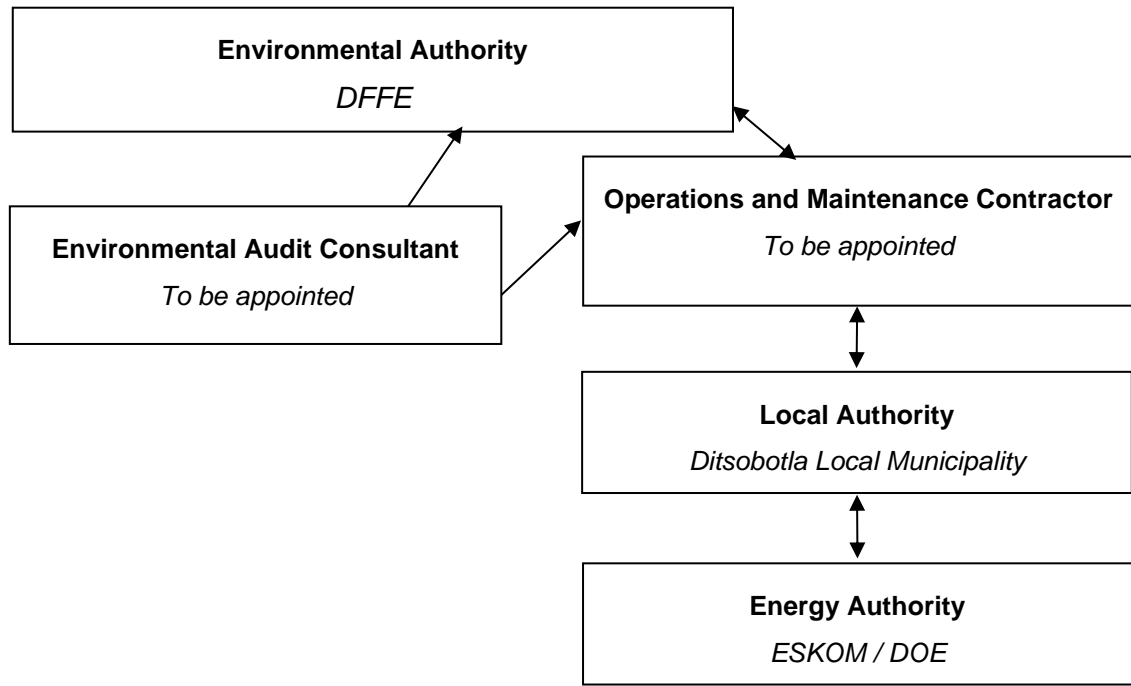 Environmental Authority
DFFE
Operations and Maintenance Contractor
To be appointed
Environmental Audit Consultant
To be appointed
Local Authority
Ditsobotla Local Municipality
Energy Authority
ESKOM / DOE